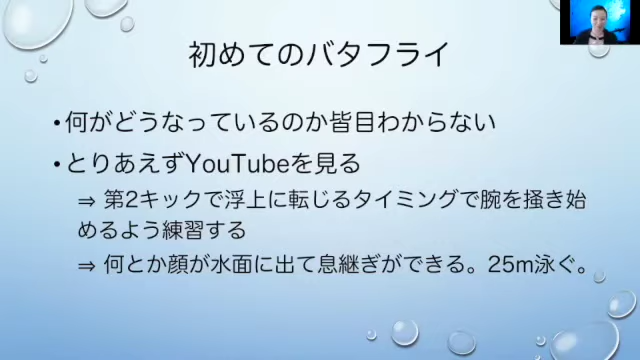 初めてのバタフライ
•何がどうなっているのか皆目わからない
•とりあえずYouTubeを見る
⇒ 第2キックで浮上に転じるタイミングで腕を掻き始
めるよう練習する
⇒ 何とか顔が水面に出て息継ぎができる。25m泳ぐ。